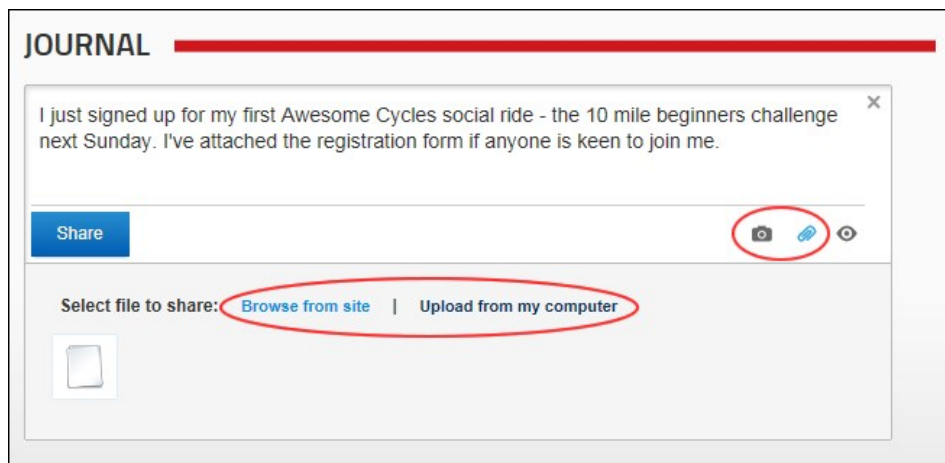 JOURNAL
I just signed up for my first Awesome Cycles social ride - the 10 mile beginners challenge
next Sunday. I've attached the registration form if anyone is keen to join me.
Share
Select file to share: Browse from site | Upload from my computer